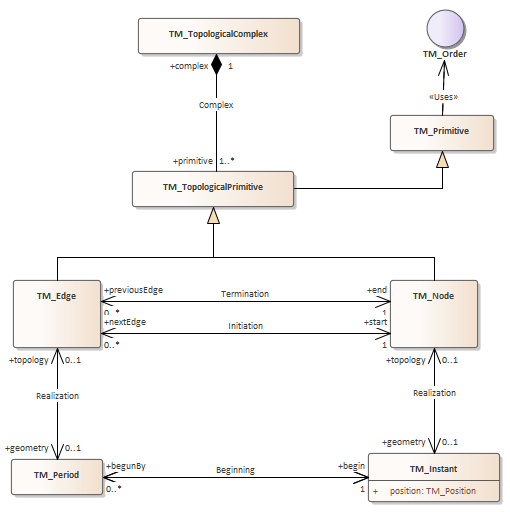 TM_TopologicalComplex
TM_Order
+complex 1
«Uses»
Complex
TM_Primitive
+primitive 1..*
TM_TopologicalPrimitive
TM_Edge
+previousEdge
Termination
+end
TM_Node
0..*
1
+nextEdge
Initiation
+start
0..*
1
+topology 0..1
+topology 0..1
Realization
Realization
+geometry 0..1
+geometry 0..1
TM_Period
+begunBy
Beginning
+begin
TM_Instant
0..*
1
+ position: TM_Position